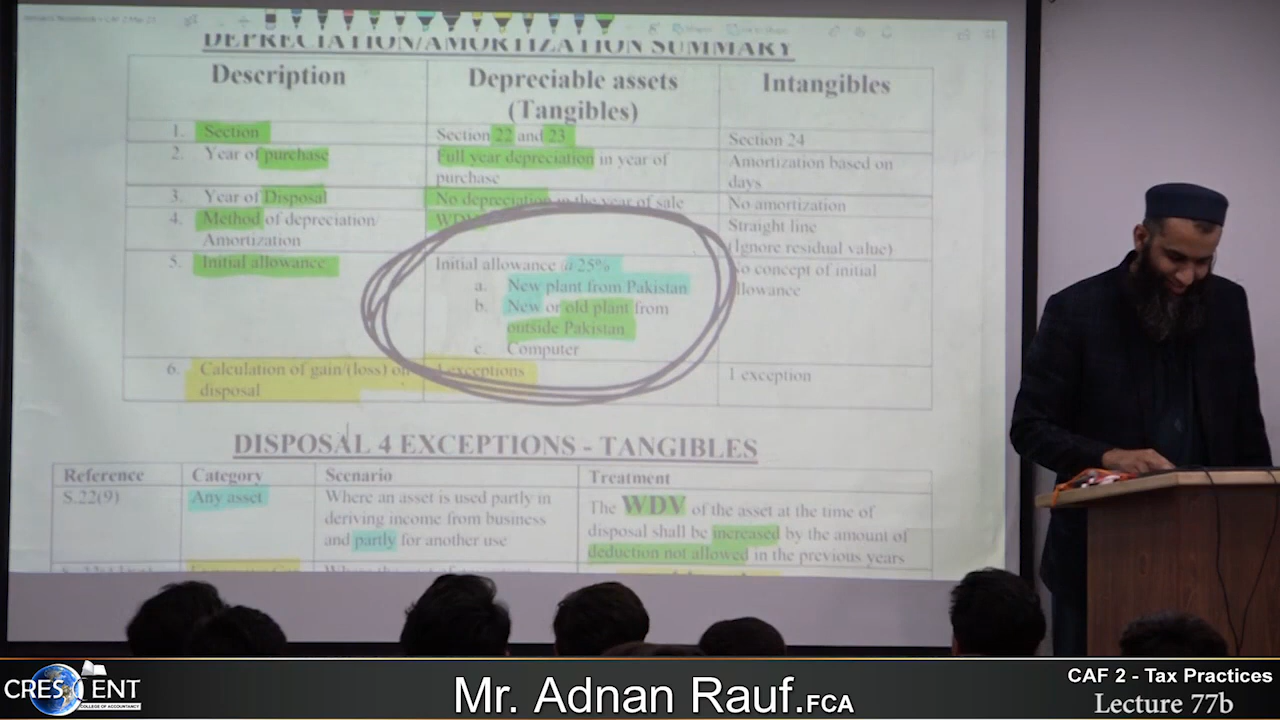 DEPRECIATION/AMORTIZATION SUMMARY
Description
Depreciable assets
(Tangibles)
Intangibles
1. Section
Section 22 and 23
Section 24
2. Year of purchase
Full year depreciation in year of
purchase
Amortization based on
days
3. Year of Disposal
No depreciation in the year of sale
No amortization
4. Method of depreciation/
Amortization
WDV
Straight line
(Ignore residual value)
5. Initial allowance
Initial allowance @ 25%
a. New plant from Pakistan
b. New or old plant from
outside Pakistan
c. Computer
No concept of initial
allowance
6. Calculation of gain/(loss) on
disposal
exceptions
1 exception
DISPOSAL 4 EXCEPTIONS - TANGIBLES
Reference
Category
Scenario
Treatment
S.22(9)
Any asset
Where an asset is used partly in
deriving income from business
and partly for another use
The WDV of the asset at the time of
disposal shall be increased by the amount of
deduction not allowed in the previous years
CRESCENT
COLLEGE OF ACCOUNTANCY
Mr. Adnan Rauf.FCA
CAF 2 - Tax Practices
Lecture 77b